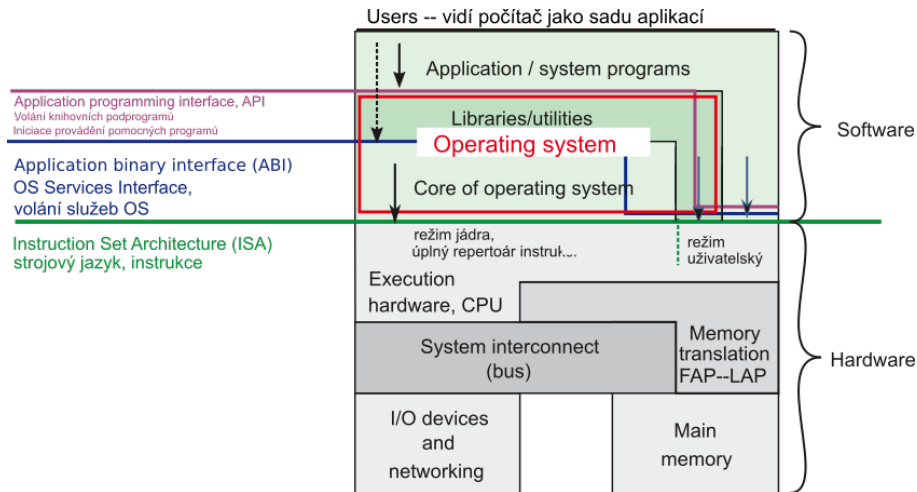 Users -- vidí počítač jako sadu aplikací
Application / system programs
Application programming interface, API
Volání knihovních podprogramů
Iniciace provádění pomocných programů
Libraries/utilities
Operating system
Software
Application binary interface (ABI)
OS Services Interface,
volání služeb OS
Core of operating system
Instruction Set Architecture (ISA)
strojový jazyk, instrukce
režim jádra,
úplný repertoár
režim
uživatelský
Execution
hardware, CPU
System interconnect
(bus)
Memory
translation
FAP--LAP
Hardware
I/O devices
and
networking
Main
memory